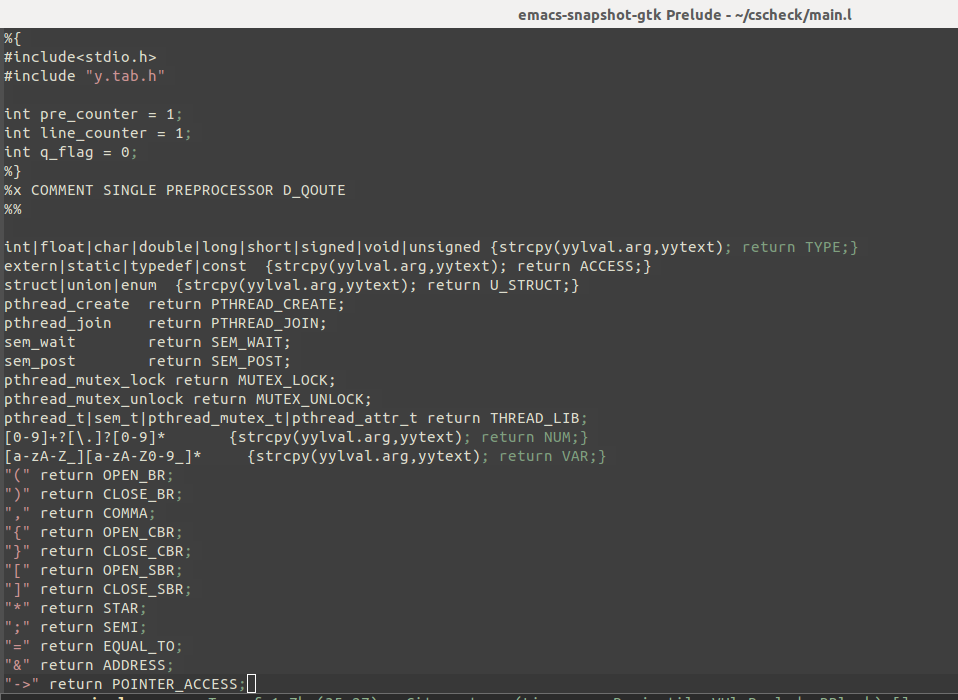 emacs-snapshot-gtk Prelude - ~/cscheck/main.l
%{
#include<stdio.h>
#include "y.tab.h"
int pre_counter = 1;
int line_counter = 1;
int q_flag = 0;
%}
%x COMMENT SINGLE PREPROCESSOR D_QOUTE
%%
int|float|char|double|long|short|signed|void|unsigned {strcpy(yylval.arg,yytext); return TYPE;}
extern|static|typedef|const  {strcpy(yylval.arg,yytext); return ACCESS;}
struct|union|enum  {strcpy(yylval.arg,yytext); return U_STRUCT;}
pthread_create  return PTHREAD_CREATE;
pthread_join    return PTHREAD_JOIN;
sem_wait        return SEM_WAIT;
sem_post        return SEM_POST;
pthread_mutex_lock return MUTEX_LOCK;
pthread_mutex_unlock return MUTEX_UNLOCK;
pthread_t|sem_t|pthread_mutex_t|pthread_attr_t return THREAD_LIB;
[0-9]+?[\.]?[0-9]*       {strcpy(yylval.arg,yytext); return NUM;}
[a-zA-Z_][a-zA-Z0-9_]*     {strcpy(yylval.arg,yytext); return VAR;}
"(" return OPEN_BR;
")" return CLOSE_BR;
"," return COMMA;
"{" return OPEN_CBR;
"}" return CLOSE_CBR;
"[" return OPEN_SBR;
"]" return CLOSE_SBR;
"*" return STAR;
";" return SEMI;
"=" return EQUAL_TO;
"&" return ADDRESS;
"->" return POINTER_ACCESS;